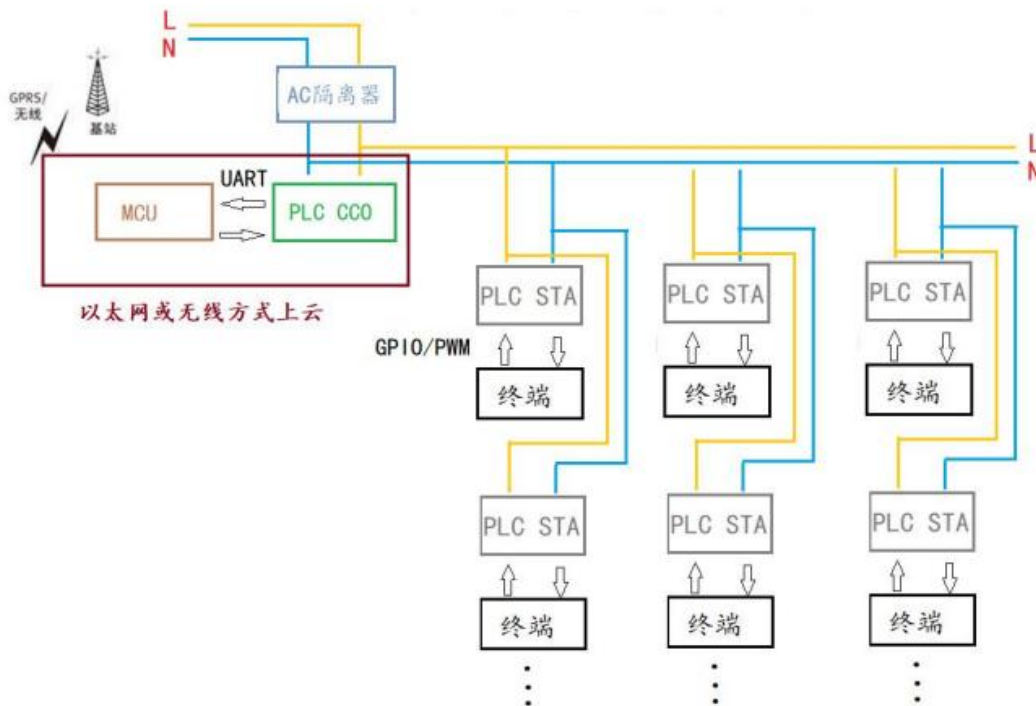 L
N
AC隔离器
GPRS/
无线
基站
L
N
UART
MCU
PLC CCO
以太网或无线方式上云
PLC STA
PLC STA
PLC STA
GPIO/PWM
终端
终端
终端
PLC STA
PLC STA
PLC STA
终端
终端
终端